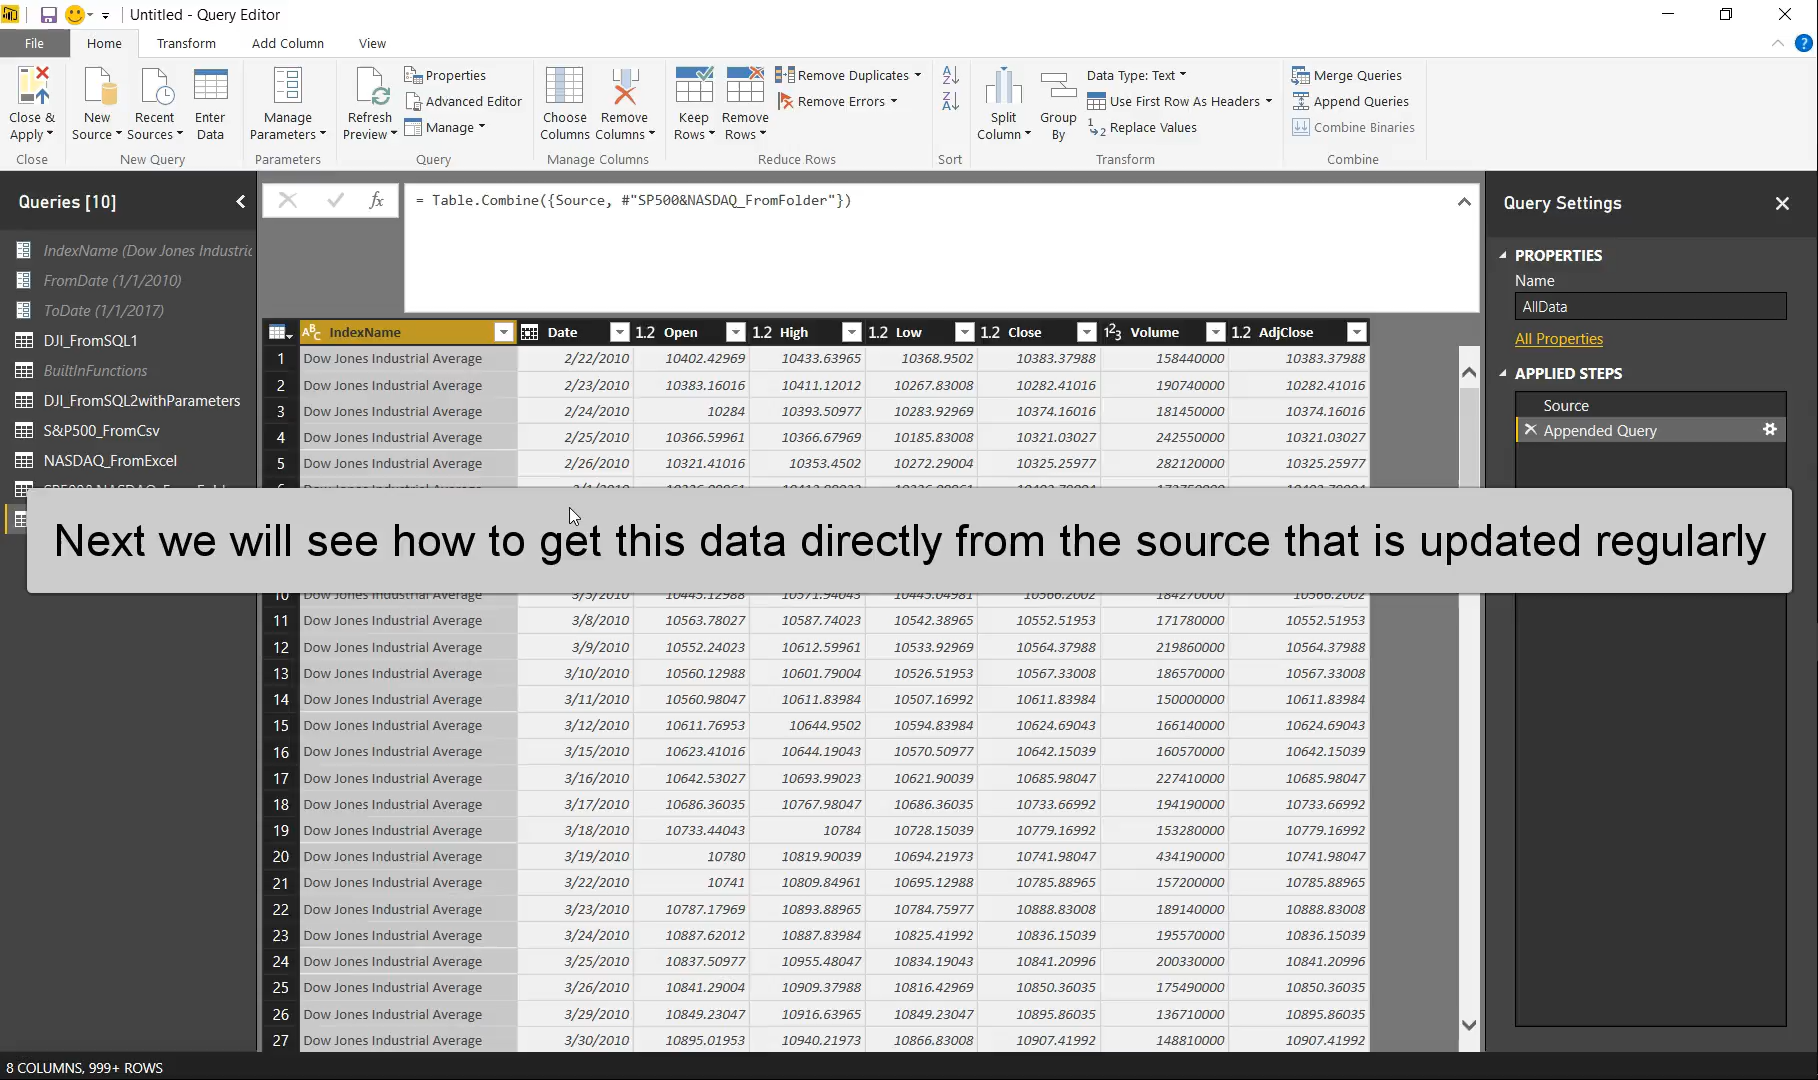 Untitled - Query Editor
File Home Transform Add Column View
Close & Apply
New Source
Recent Sources
Enter Data
Manage Parameters
Refresh Preview
Properties
Advanced Editor
Manage
Choose Columns
Remove Columns
Keep Rows
Remove Rows
Remove Duplicates
Remove Errors
Split Column
Group By
Data Type: Text
Use First Row As Headers
Replace Values
Merge Queries
Append Queries
Combine Binaries
Close New Query Parameters Query Manage Columns Reduce Rows Sort Transform Combine
Queries [10]
IndexName (Dow Jones Industric
FromDate (1/1/2010)
ToDate (1/1/2017)
DJI_FromSQL1
BuiltInFunctions
DJI_FromSQL2withParameters
S&P500_FromCsv
NASDAQ_FromExcel
fx = Table.Combine({Source, #"SP500&NASDAQ_FromFolder"})
ABC IndexName Date 1.2 Open 1.2 High 1.2 Low 1.2 Close 123 Volume 1.2 AdjClose
1 Dow Jones Industrial Average 2/22/2010 10402.42969 10433.63965 10368.9502 10383.37988 158440000 10383.37988
2 Dow Jones Industrial Average 2/23/2010 10383.16016 10411.12012 10267.83008 10282.41016 190740000 10282.41016
3 Dow Jones Industrial Average 2/24/2010 10284 10393.50977 10283.92969 10374.16016 181450000 10374.16016
4 Dow Jones Industrial Average 2/25/2010 10366.59961 10366.67969 10185.83008 10321.03027 242550000 10321.03027
5 Dow Jones Industrial Average 2/26/2010 10321.41016 10353.4502 10272.29004 10325.25977 282120000 10325.25977
Next we will see how to get this data directly from the source that is updated regularly
10 Dow Jones Industrial Average 3/5/2010 10445.12988 10571.94043 10445.04981 10566.2002 184270000 10566.2002
11 Dow Jones Industrial Average 3/8/2010 10563.78027 10587.74023 10542.38965 10552.51953 171780000 10552.51953
12 Dow Jones Industrial Average 3/9/2010 10552.24023 10612.59961 10533.92969 10564.37988 219860000 10564.37988
13 Dow Jones Industrial Average 3/10/2010 10560.12988 10601.79004 10526.51953 10567.33008 186570000 10567.33008
14 Dow Jones Industrial Average 3/11/2010 10560.98047 10611.83984 10507.16992 10611.83984 150000000 10611.83984
15 Dow Jones Industrial Average 3/12/2010 10611.76953 10644.9502 10594.83984 10624.69043 166140000 10624.69043
16 Dow Jones Industrial Average 3/15/2010 10623.41016 10644.19043 10570.50977 10642.15039 160570000 10642.15039
17 Dow Jones Industrial Average 3/16/2010 10642.53027 10693.99023 10621.90039 10685.98047 227410000 10685.98047
18 Dow Jones Industrial Average 3/17/2010 10686.36035 10767.98047 10686.36035 10733.66992 194190000 10733.66992
19 Dow Jones Industrial Average 3/18/2010 10733.44043 10784 10728.15039 10779.16992 153280000 10779.16992
20 Dow Jones Industrial Average 3/19/2010 10780 10819.90039 10694.21973 10741.98047 434190000 10741.98047
21 Dow Jones Industrial Average 3/22/2010 10741 10809.84961 10695.12988 10785.88965 157200000 10785.88965
22 Dow Jones Industrial Average 3/23/2010 10787.17969 10893.88965 10784.75977 10888.83008 189140000 10888.83008
23 Dow Jones Industrial Average 3/24/2010 10887.62012 10887.83984 10825.41992 10836.15039 195570000 10836.15039
24 Dow Jones Industrial Average 3/25/2010 10837.50977 10955.48047 10834.19043 10841.20996 200330000 10841.20996
25 Dow Jones Industrial Average 3/26/2010 10841.29004 10909.37988 10816.42969 10850.36035 175490000 10850.36035
26 Dow Jones Industrial Average 3/29/2010 10849.23047 10916.63965 10849.23047 10895.86035 136710000 10895.86035
27 Dow Jones Industrial Average 3/30/2010 10895.01953 10940.21973 10866.83008 10907.41992 148810000 10907.41992
Query Settings
PROPERTIES
Name
AllData
All Properties
APPLIED STEPS
Source
Appended Query
8 COLUMNS, 999+ ROWS